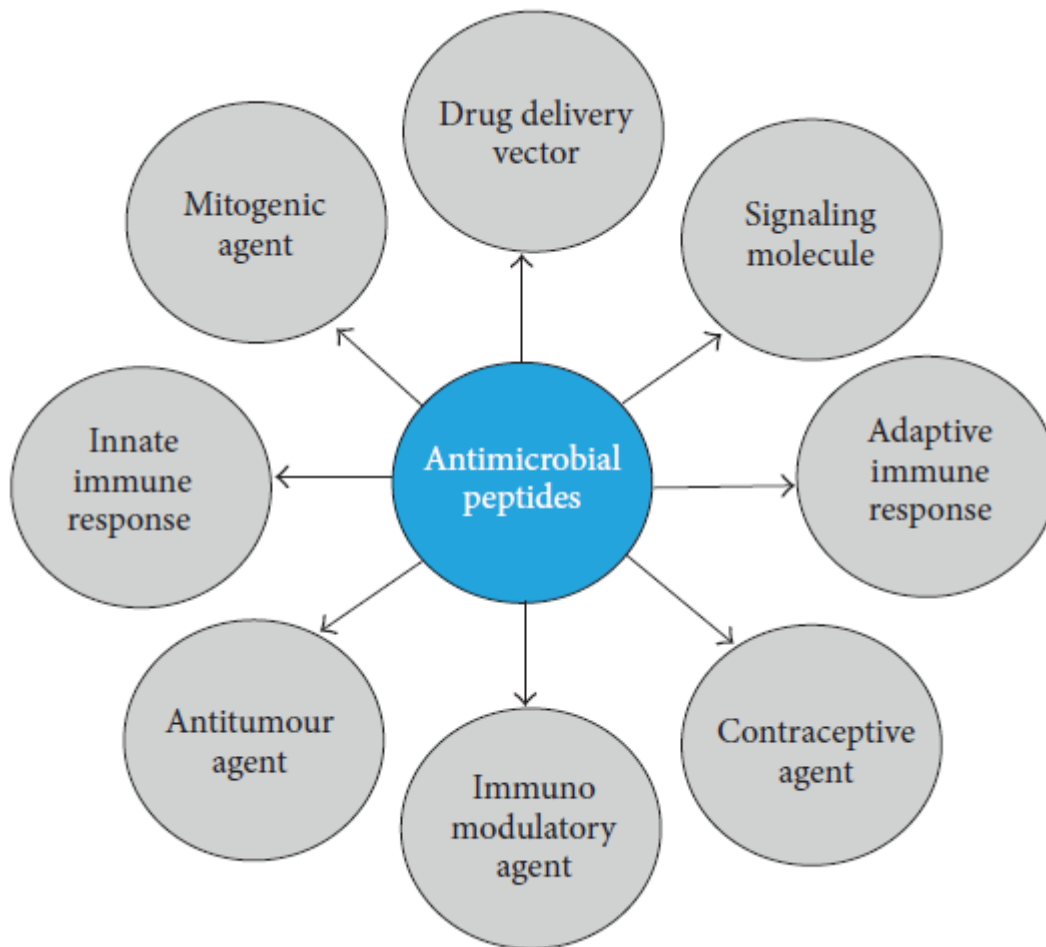 Drug delivery
vector
Mitogenic
agent
Signaling
molecule
Innate
immune
response
Antimicrobial
peptides
Adaptive
immune
response
Antitumour
agent
Immuno
modulatory
agent
Contraceptive
agent